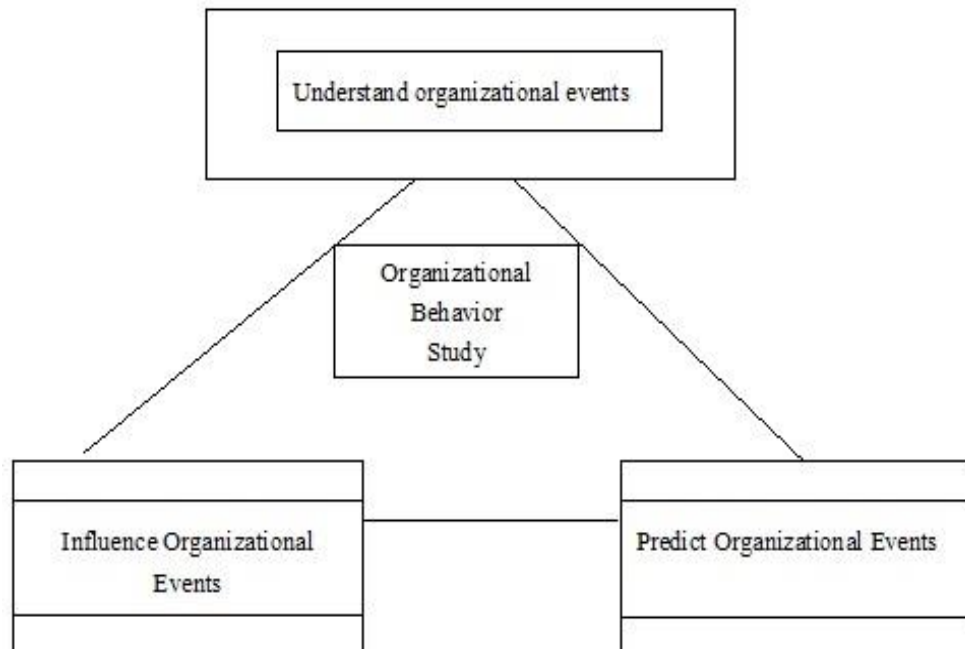 Understand organizational events
Organizational
Behavior
Study
Influence Organizational
Events
Predict Organizational Events